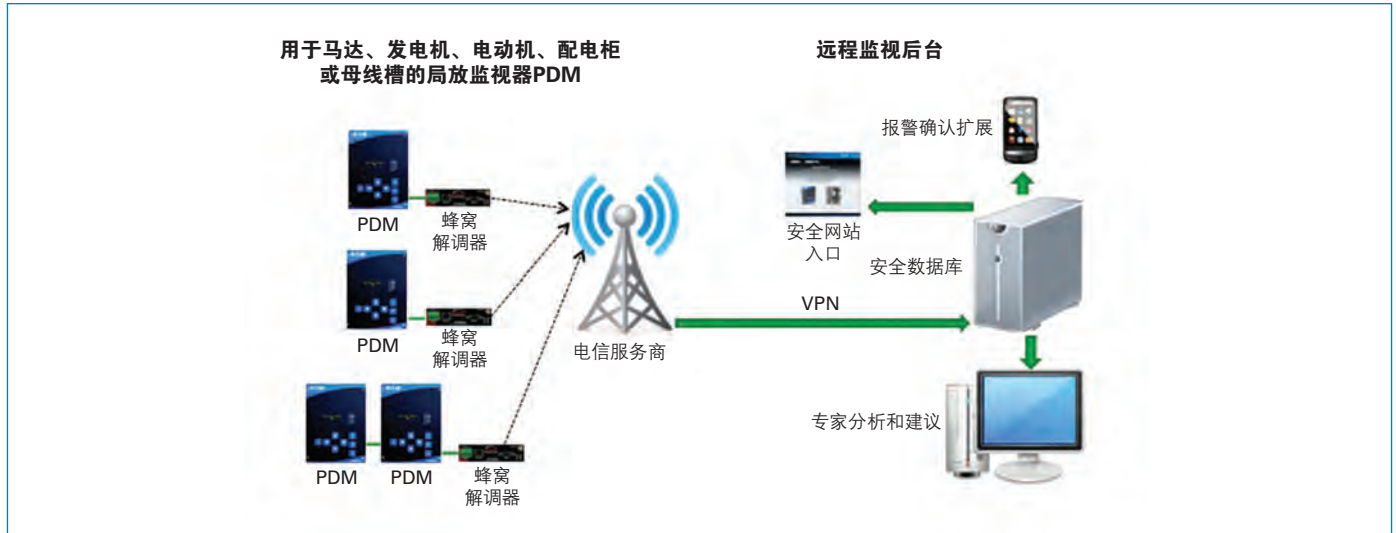 用于马达、发电机、电动机、配电柜
或母线槽的局放监视器PDM
远程监视后台
报警确认扩展
PDM
蜂窝
解调器
安全网站
入口
安全数据库
VPN
PDM
蜂窝
解调器
电信服务商
专家分析和建议
PDM
PDM
蜂窝
解调器